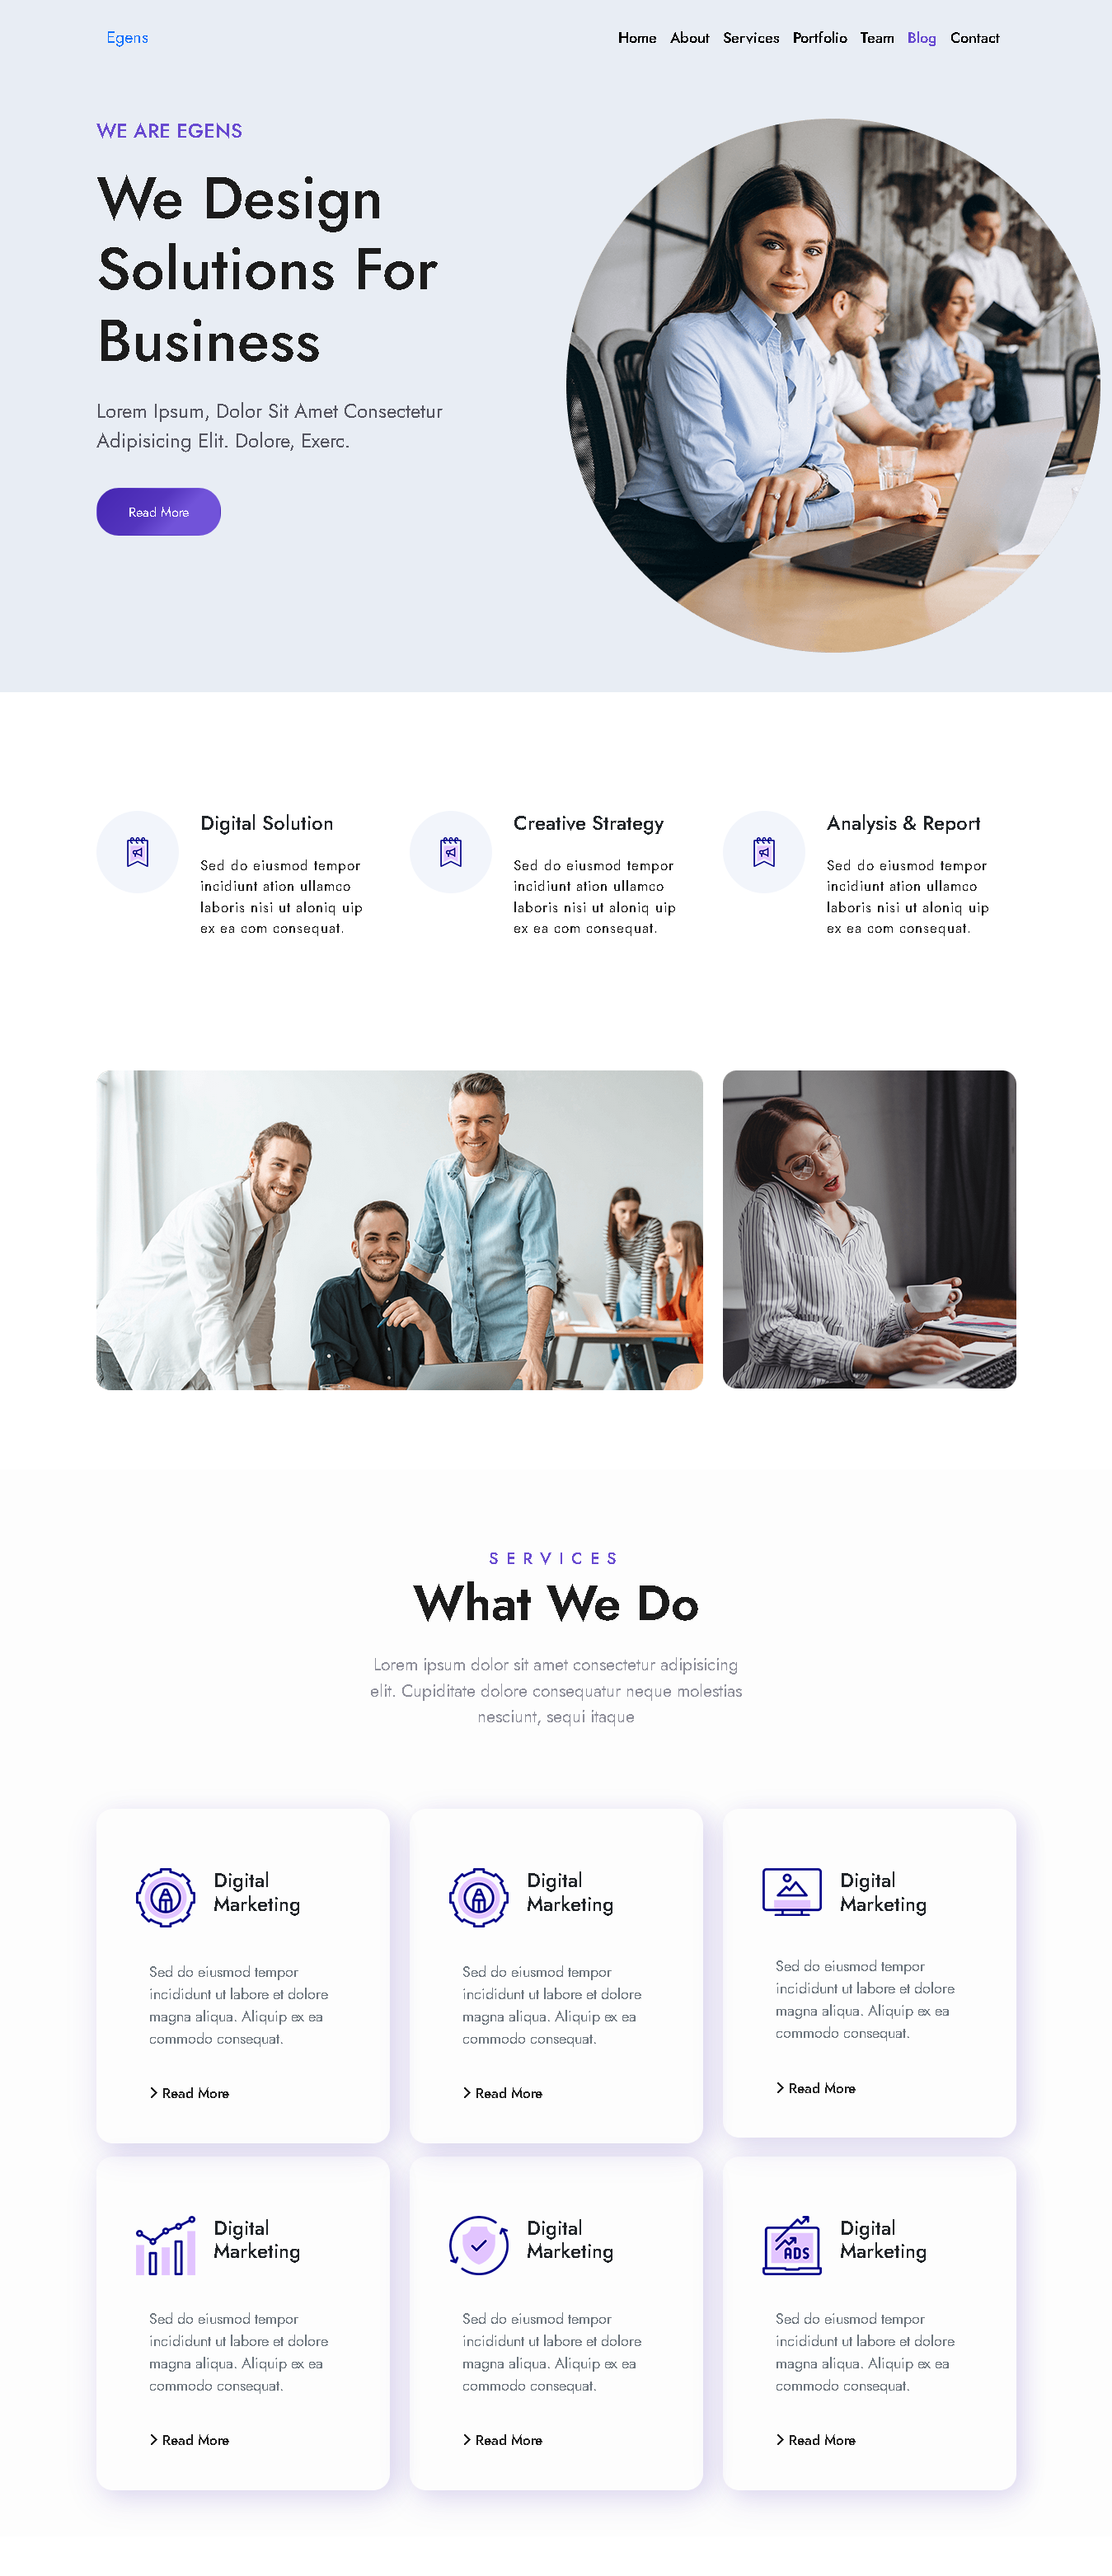 Egens
Home About Services Portfolio Team Blog Contact
WE ARE EGENS
We Design
Solutions For
Business
Lorem Ipsum, Dolor Sit Amet Consectetur
Adipisicing Elit. Dolore, Exerc.
Read More
Digital Solution
Sed do eiusmod tempor
incidiunt ation ullamco
laboris nisi ut aloniq uip
ex ea com consequat.
Creative Strategy
Sed do eiusmod tempor
incidiunt ation ullamco
laboris nisi ut aloniq uip
ex ea com consequat.
Analysis & Report
Sed do eiusmod tempor
incidiunt ation ullamco
laboris nisi ut aloniq uip
ex ea com consequat.
SERVICES
What We Do
Lorem ipsum dolor sit amet consectetur adipisicing
elit. Cupiditate dolore consequatur neque molestias
nesciunt, sequi itaque
Digital
Marketing
Sed do eiusmod tempor
incididunt ut labore et dolore
magna aliqua. Aliquip ex ea
commodo consequat.
Read More
Digital
Marketing
Sed do eiusmod tempor
incididunt ut labore et dolore
magna aliqua. Aliquip ex ea
commodo consequat.
Read More
Digital
Marketing
Sed do eiusmod tempor
incididunt ut labore et dolore
magna aliqua. Aliquip ex ea
commodo consequat.
Read More
Digital
Marketing
Sed do eiusmod tempor
incididunt ut labore et dolore
magna aliqua. Aliquip ex ea
commodo consequat.
Read More
Digital
Marketing
Sed do eiusmod tempor
incididunt ut labore et dolore
magna aliqua. Aliquip ex ea
commodo consequat.
Read More
ADS
Digital
Marketing
Sed do eiusmod tempor
incididunt ut labore et dolore
magna aliqua. Aliquip ex ea
commodo consequat.
Read More